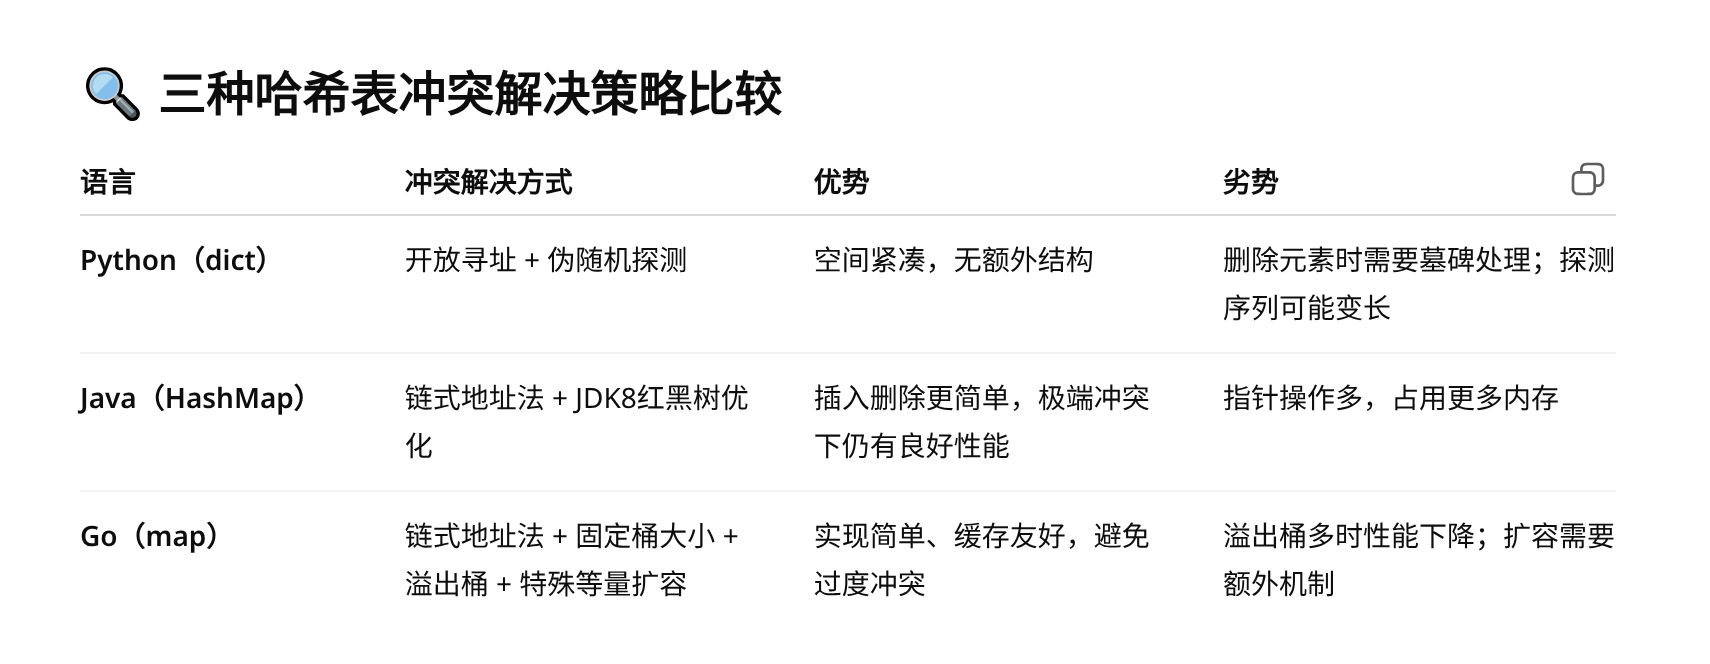 🔍 三种哈希表冲突解决策略比较
语言 冲突解决方式 优势 劣势
Python（dict） 开放寻址 + 伪随机探测 空间紧凑，无额外结构 删除元素时需要墓碑处理；探测
序列可能变长
Java（HashMap） 链式地址法 + JDK8红黑树优 插入删除更简单，极端冲突 指针操作多，占用更多内存
化 下仍有良好性能
Go（map） 链式地址法 + 固定桶大小 + 实现简单、缓存友好，避免 溢出桶多时性能下降；扩容需要
溢出桶 + 特殊等量扩容 过度冲突 额外机制